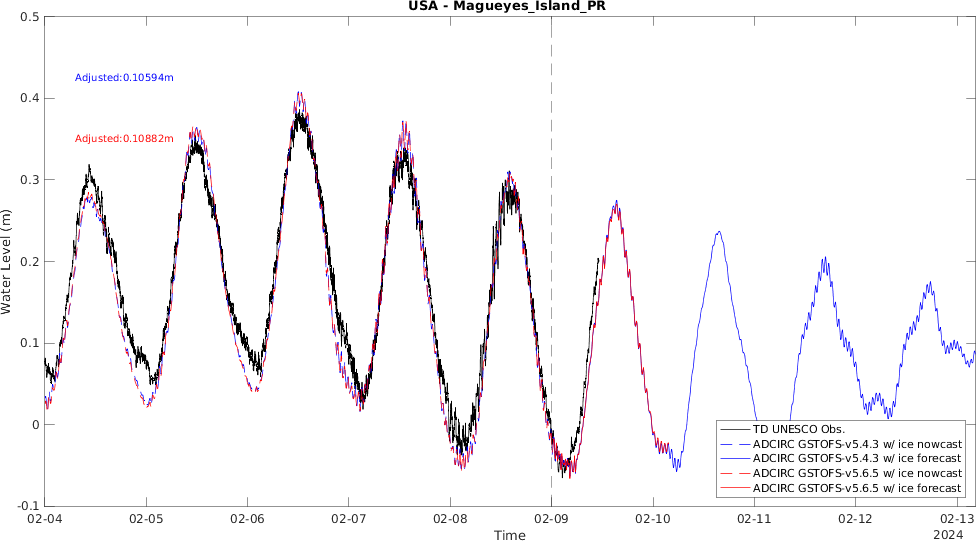 USA - Magueyes_Island_PR
0.5
0.4
0.3
0.2
0.1
0
-0.1
Water Level (m)
Adjusted:0.10594m
Adjusted:0.10882m
TD UNESCO Obs.
ADCIRC GSTOFS-v5.4.3 w/ ice nowcast
ADCIRC GSTOFS-v5.4.3 w/ ice forecast
ADCIRC GSTOFS-v5.6.5 w/ ice nowcast
ADCIRC GSTOFS-v5.6.5 w/ ice forecast
02-04 02-05 02-06 02-07 02-08 02-09 02-10 02-11 02-12 02-13
Time
2024